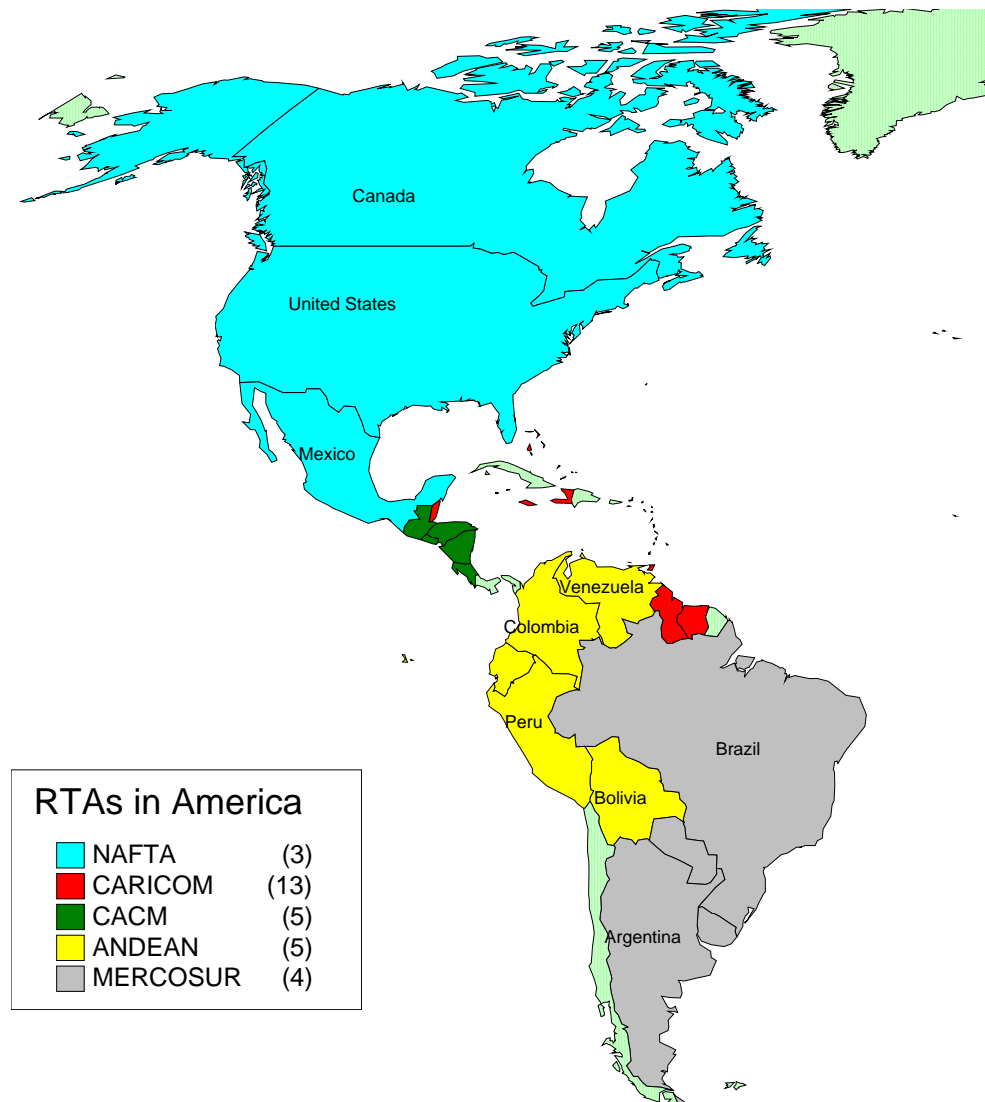 Canada
United States
Mexico
Venezuela
Colombia
Peru
Brazil
Bolivia
Argentina
RTAs in America
NAFTA (3)
CARICOM (13)
CACM (5)
ANDEAN (5)
MERCOSUR (4)